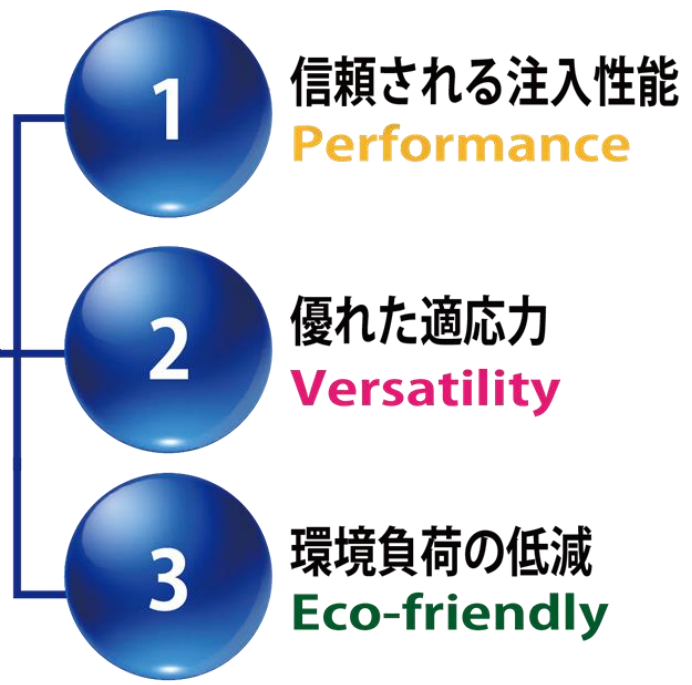 1
信頼される注入性能
Performance
2
優れた適応力
Versatility
3
環境負荷の低減
Eco-friendly